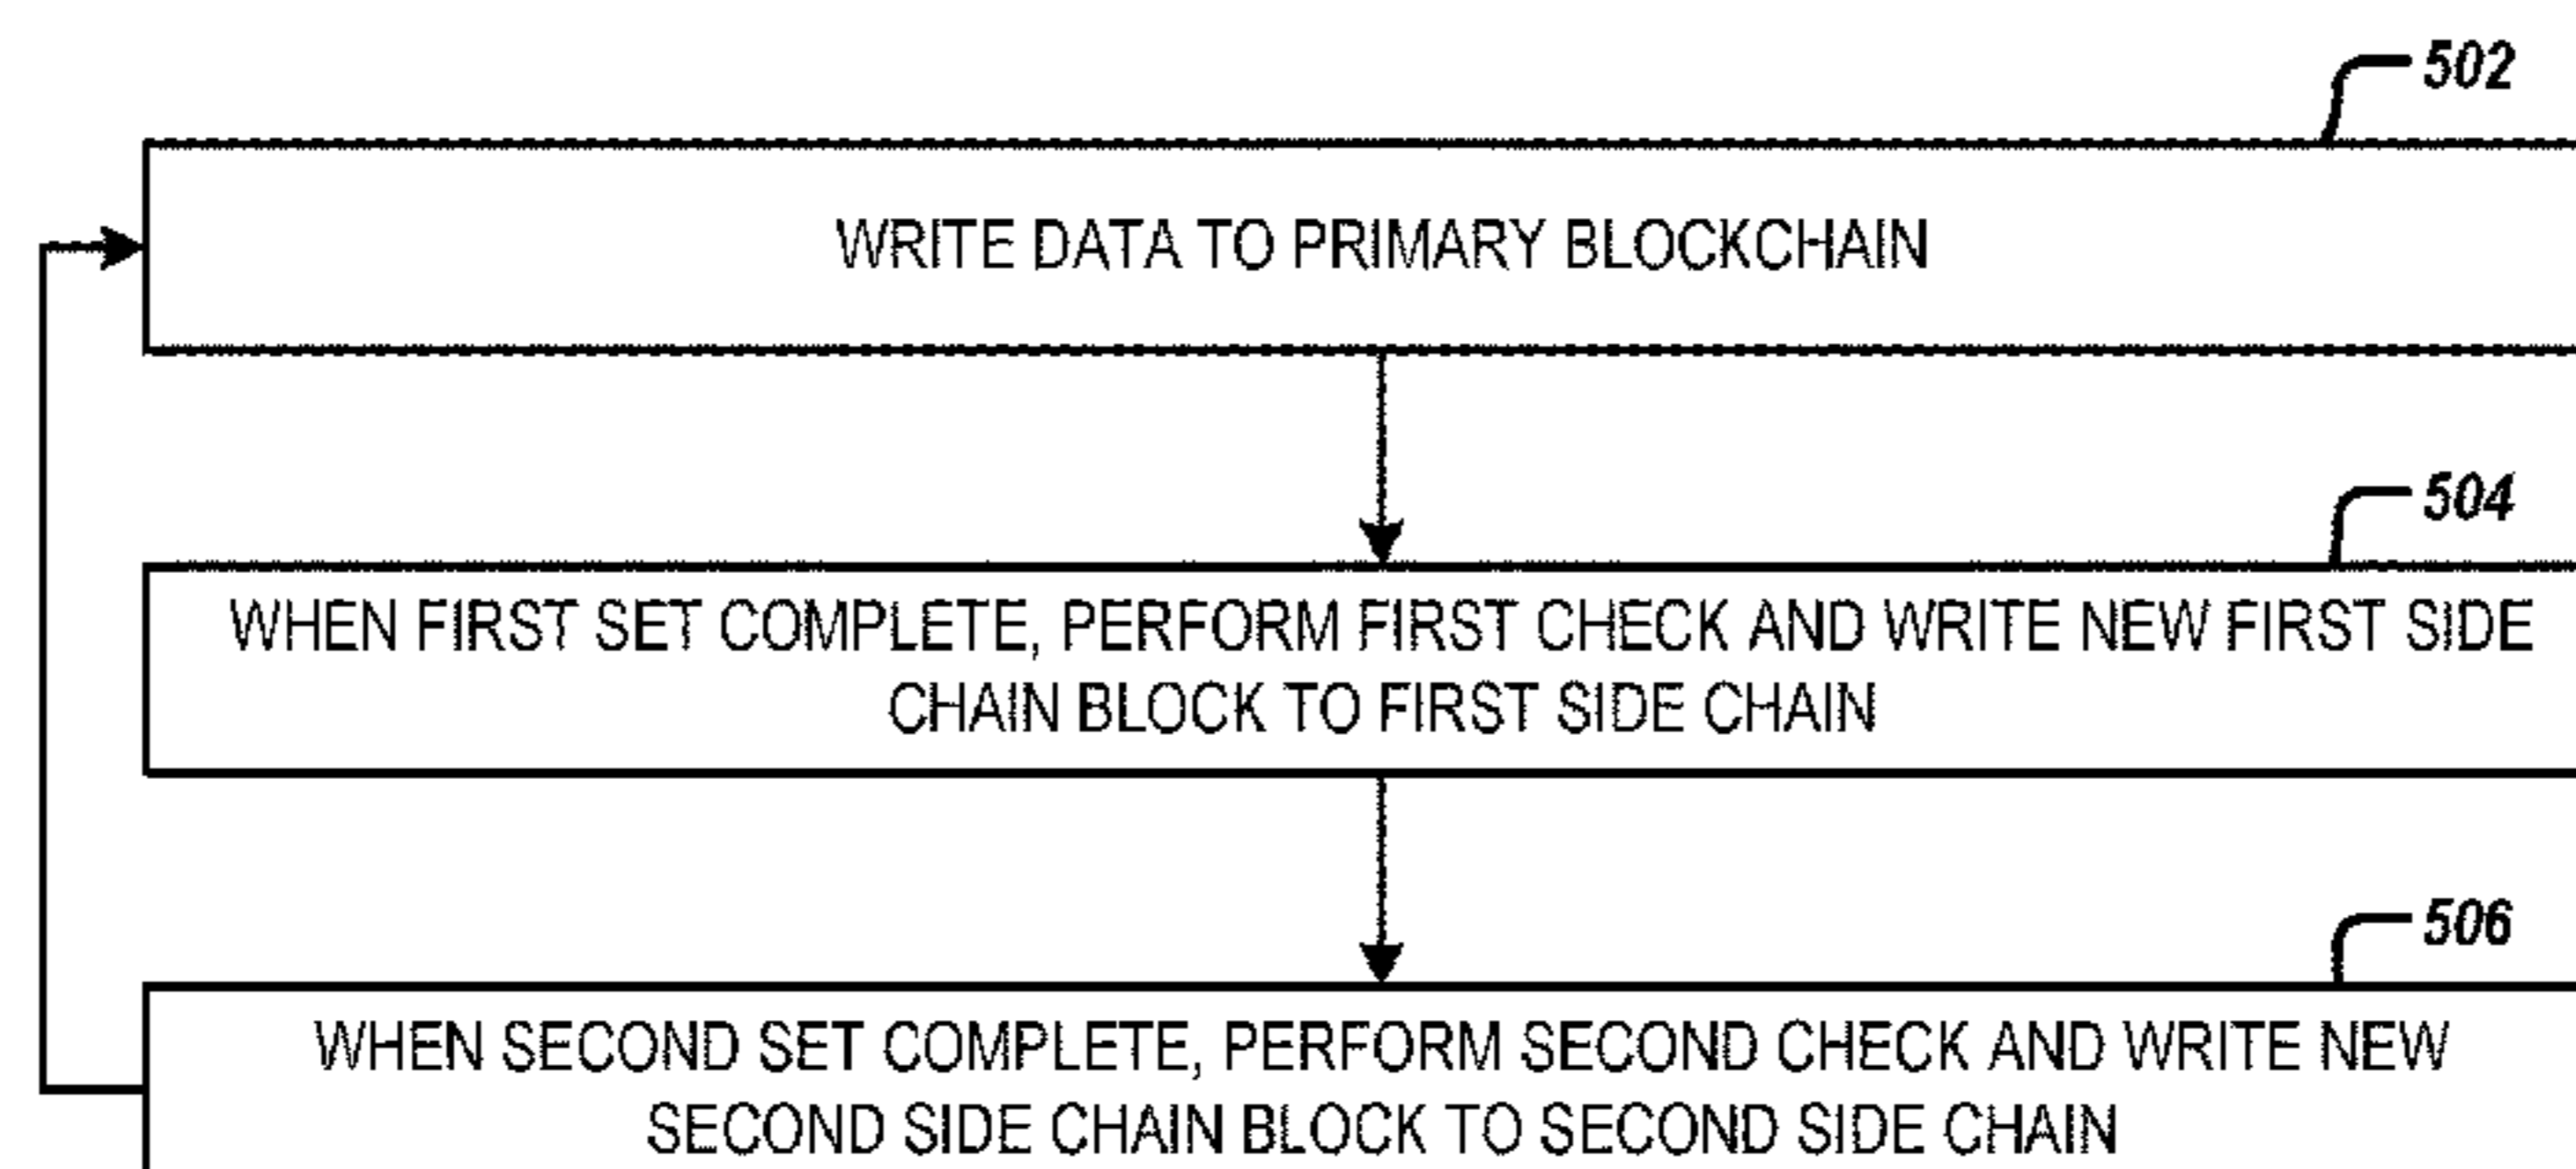 502
WRITE DATA TO PRIMARY BLOCKCHAIN
504
WHEN FIRST SET COMPLETE, PERFORM FIRST CHECK AND WRITE NEW FIRST SIDE
CHAIN BLOCK TO FIRST SIDE CHAIN
506
WHEN SECOND SET COMPLETE, PERFORM SECOND CHECK AND WRITE NEW
SECOND SIDE CHAIN BLOCK TO SECOND SIDE CHAIN